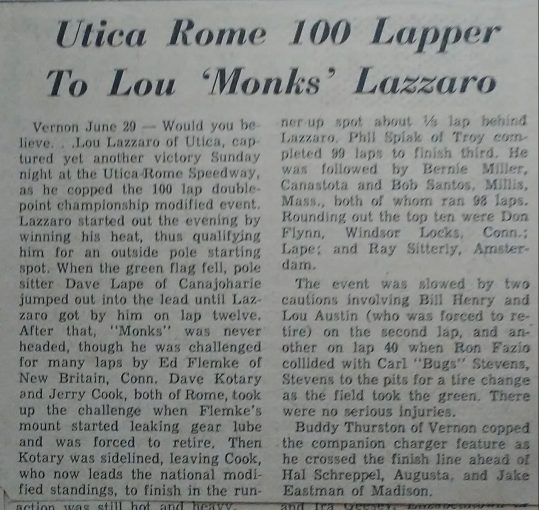 Utica Rome 100 Lapper
To Lou 'Monks' Lazzaro
Vernon June 29 — Would you be-
lieve. . .Lou Lazzaro of Utica, cap-
tured yet another victory Sunday
night at the Utica-Rome Speedway,
as he copped the 100 lap double-
point championship modified event.
Lazzaro started out the evening by
winning his heat, thus qualifying
him for an outside pole starting
spot. When the green flag fell, pole
sitter Dave Lape of Canajoharie
jumped out into the lead until Laz-
zaro got by him on lap twelve.
After that, "Monks" was never
headed, though he was challenged
for many laps by Ed Flemke of
New Britain, Conn. Dave Kotary
and Jerry Cook, both of Rome, took
up the challenge when Flemke's
mount started leaking gear lube
and was forced to retire. Then
Kotary was sidelined, leaving Cook,
who now leads the national modi-
fied standings, to finish in the run-
action was still hot and heavy.
ner-up spot about ½ lap behind
Lazzaro. Phil Spiak of Troy com-
pleted 99 laps to finish third. He
was followed by Bernie Miller,
Canastota and Bob Santos, Millis,
Mass., both of whom ran 98 laps.
Rounding out the top ten were Don
Flynn, Windsor Locks, Conn.;
Lape; and Ray Sitterly, Amster-
dam.
The event was slowed by two
cautions involving Bill Henry and
Lou Austin (who was forced to re-
tire) on the second lap, and an-
other on lap 40 when Ron Fazio
collided with Carl "Bugs" Stevens,
Stevens to the pits for a tire change
as the field took the green. There
were no serious injuries.
Buddy Thurston of Vernon copped
the companion charger feature as
he crossed the finish line ahead of
Hal Schreppel, Augusta, and Jake
Eastman of Madison.
and Ira